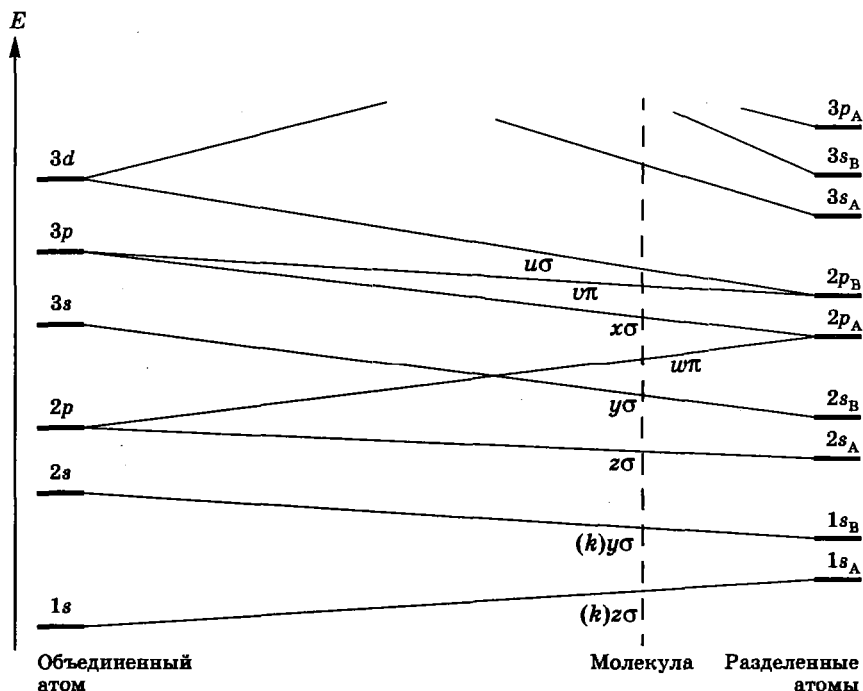 E
3p_A
3d
3s_B
3s_A
3p
uσ
2p_B
vπ
3s
xσ
2p_A
wπ
2p
yσ
2s_B
2s_A
zσ
2s
1s_B
(k)yσ
1s_A
1s
(k)zσ
Объединенный
атом
Молекула
Разделенные
атомы